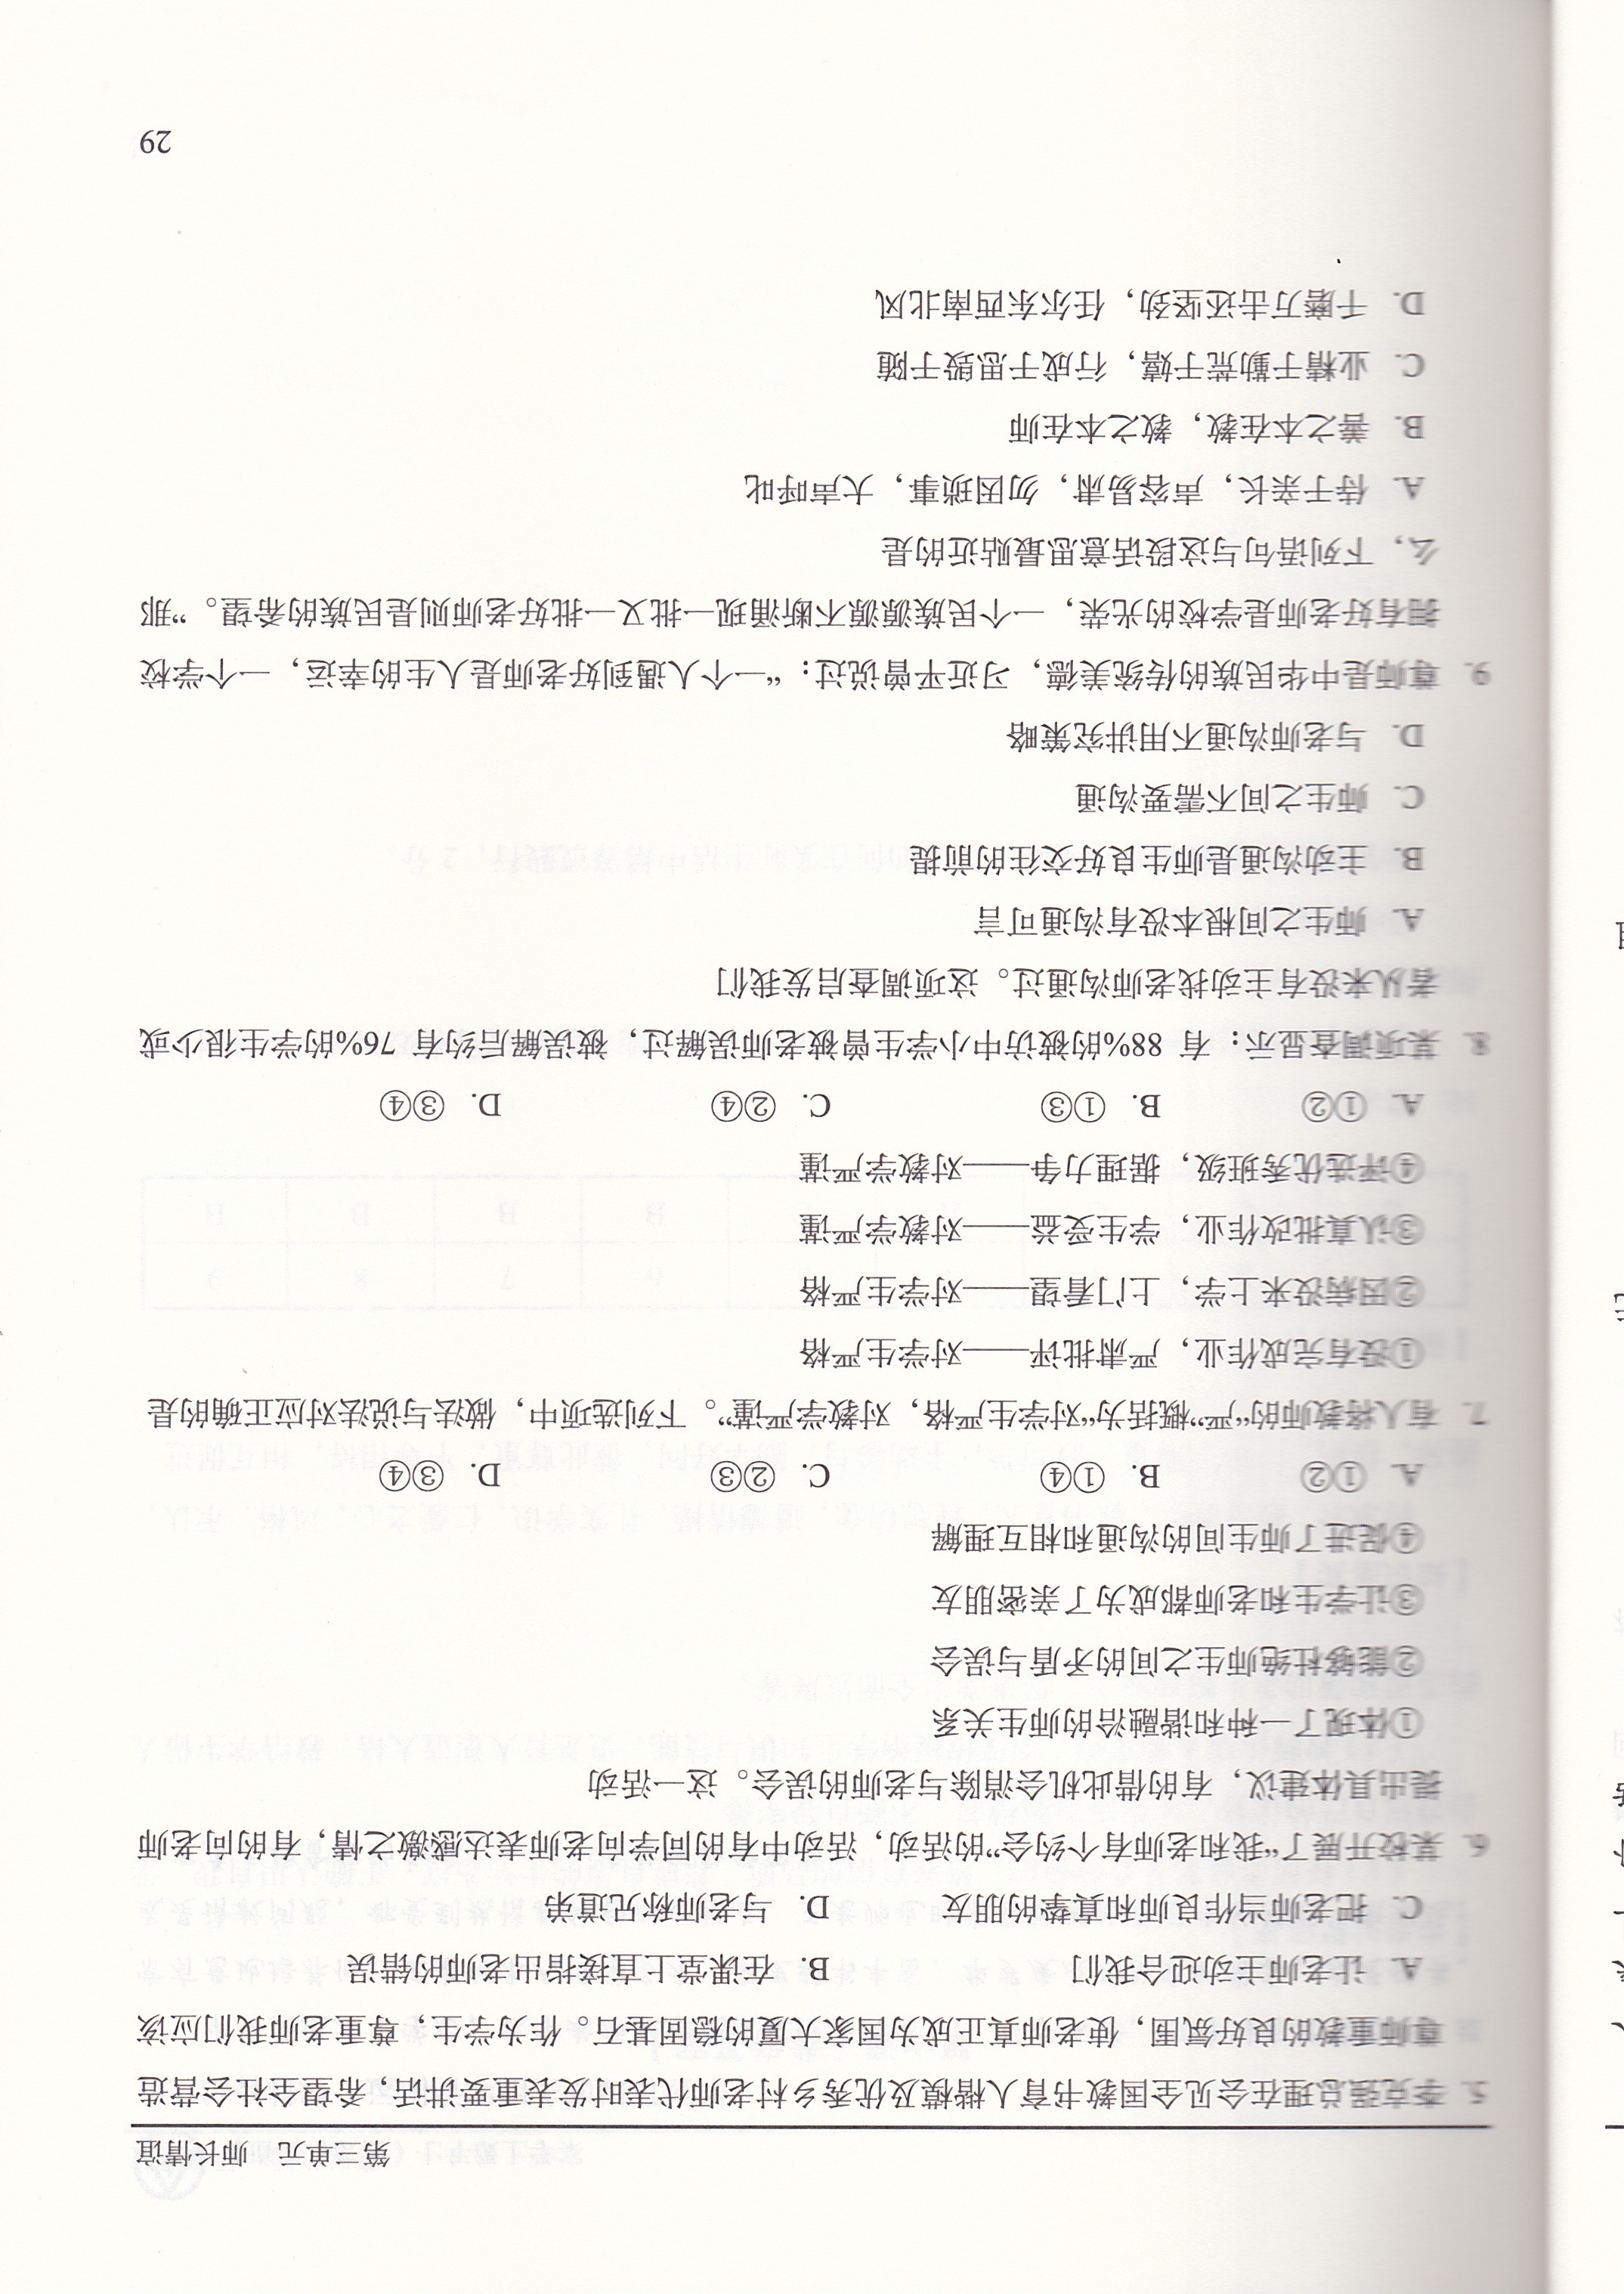 第三单元 师长情谊
5. 李克强总理在会见全国教书育人楷模及优秀乡村老师代表时发表重要讲话，希望全社会营造
尊师重教的良好氛围，使老师真正成为国家大厦的稳固基石。作为学生，尊重老师我们应该
A. 让老师主动迎合我们 B. 在课堂上直接指出老师的错误
C. 把老师当作良师和真挚的朋友 D. 与老师称兄道弟
6. 某校开展了“我和老师有个约会”的活动，活动中有的同学向老师表达感激之情，有的向老师
提出具体建议，有的借此机会消除与老师的误会。这一活动
①体现了一种和谐融洽的师生关系
②能够杜绝师生之间的矛盾与误会
③让学生和老师都成为了亲密朋友
④促进了师生间的沟通和相互理解
A. ①② B. ①④ C. ②③ D. ③④
7. 有人将教师的“严”概括为“对学生严格，对教学严谨”。下列选项中，做法与说法对应正确的是
①没有完成作业，严肃批评——对学生严格
②因病没来上学，上门看望——对学生严格
③认真批改作业，学生受益——对教学严谨
④评选优秀班级，据理力争——对教学严谨
A. ①② B. ①③ C. ②④ D. ③④
8. 某项调查显示：有 88%的被访中小学生曾被老师误解过，被误解后约有 76%的学生很少或
者从来没有主动找老师沟通过。这项调查启发我们
A. 师生之间根本没有沟通可言
B. 主动沟通是师生良好交往的前提
C. 师生之间不需要沟通
D. 与老师沟通不用讲究策略
9. 尊师是中华民族的传统美德，习近平曾说过：“一个人遇到好老师是人生的幸运，一个学校
拥有好老师是学校的光荣，一个民族源源不断涌现一批又一批好老师则是民族的希望。”那
么，下列语句与这段话意思最贴近的是
A. 侍于亲长，声容易肃，勿因琐事，大声呼叱
B. 善之本在教，教之本在师
C. 业精于勤荒于嬉，行成于思毁于随
D. 千磨万击还坚劲，任尔东西南北风
29